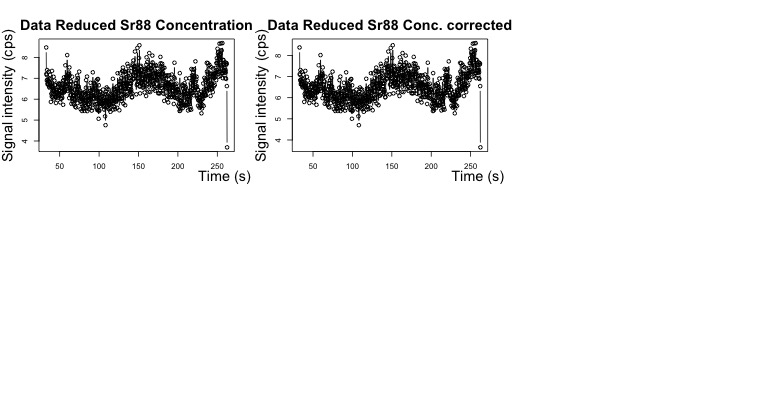 Data Reduced Sr88 Concentration
Signal intensity (cps)
8
7
6
5
4
50 100 150 200 250
Time (s)
Data Reduced Sr88 Conc. corrected
Signal intensity (cps)
8
7
6
5
4
50 100 150 200 250
Time (s)